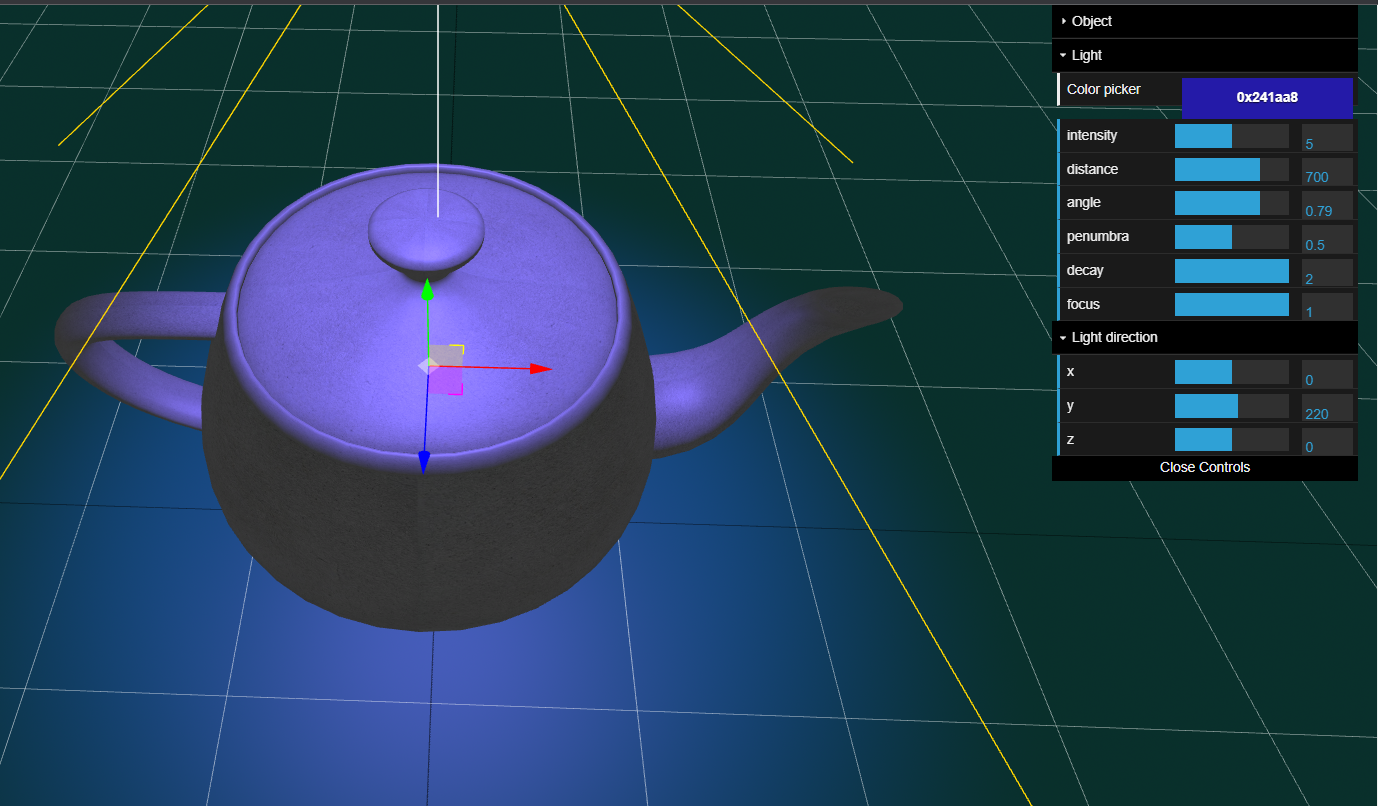 Object
Light
Color picker 0x241aa8
intensity 5
distance 700
angle 0.79
penumbra 0.5
decay 2
focus 1
Light direction
x 0
y 220
z 0
Close Controls